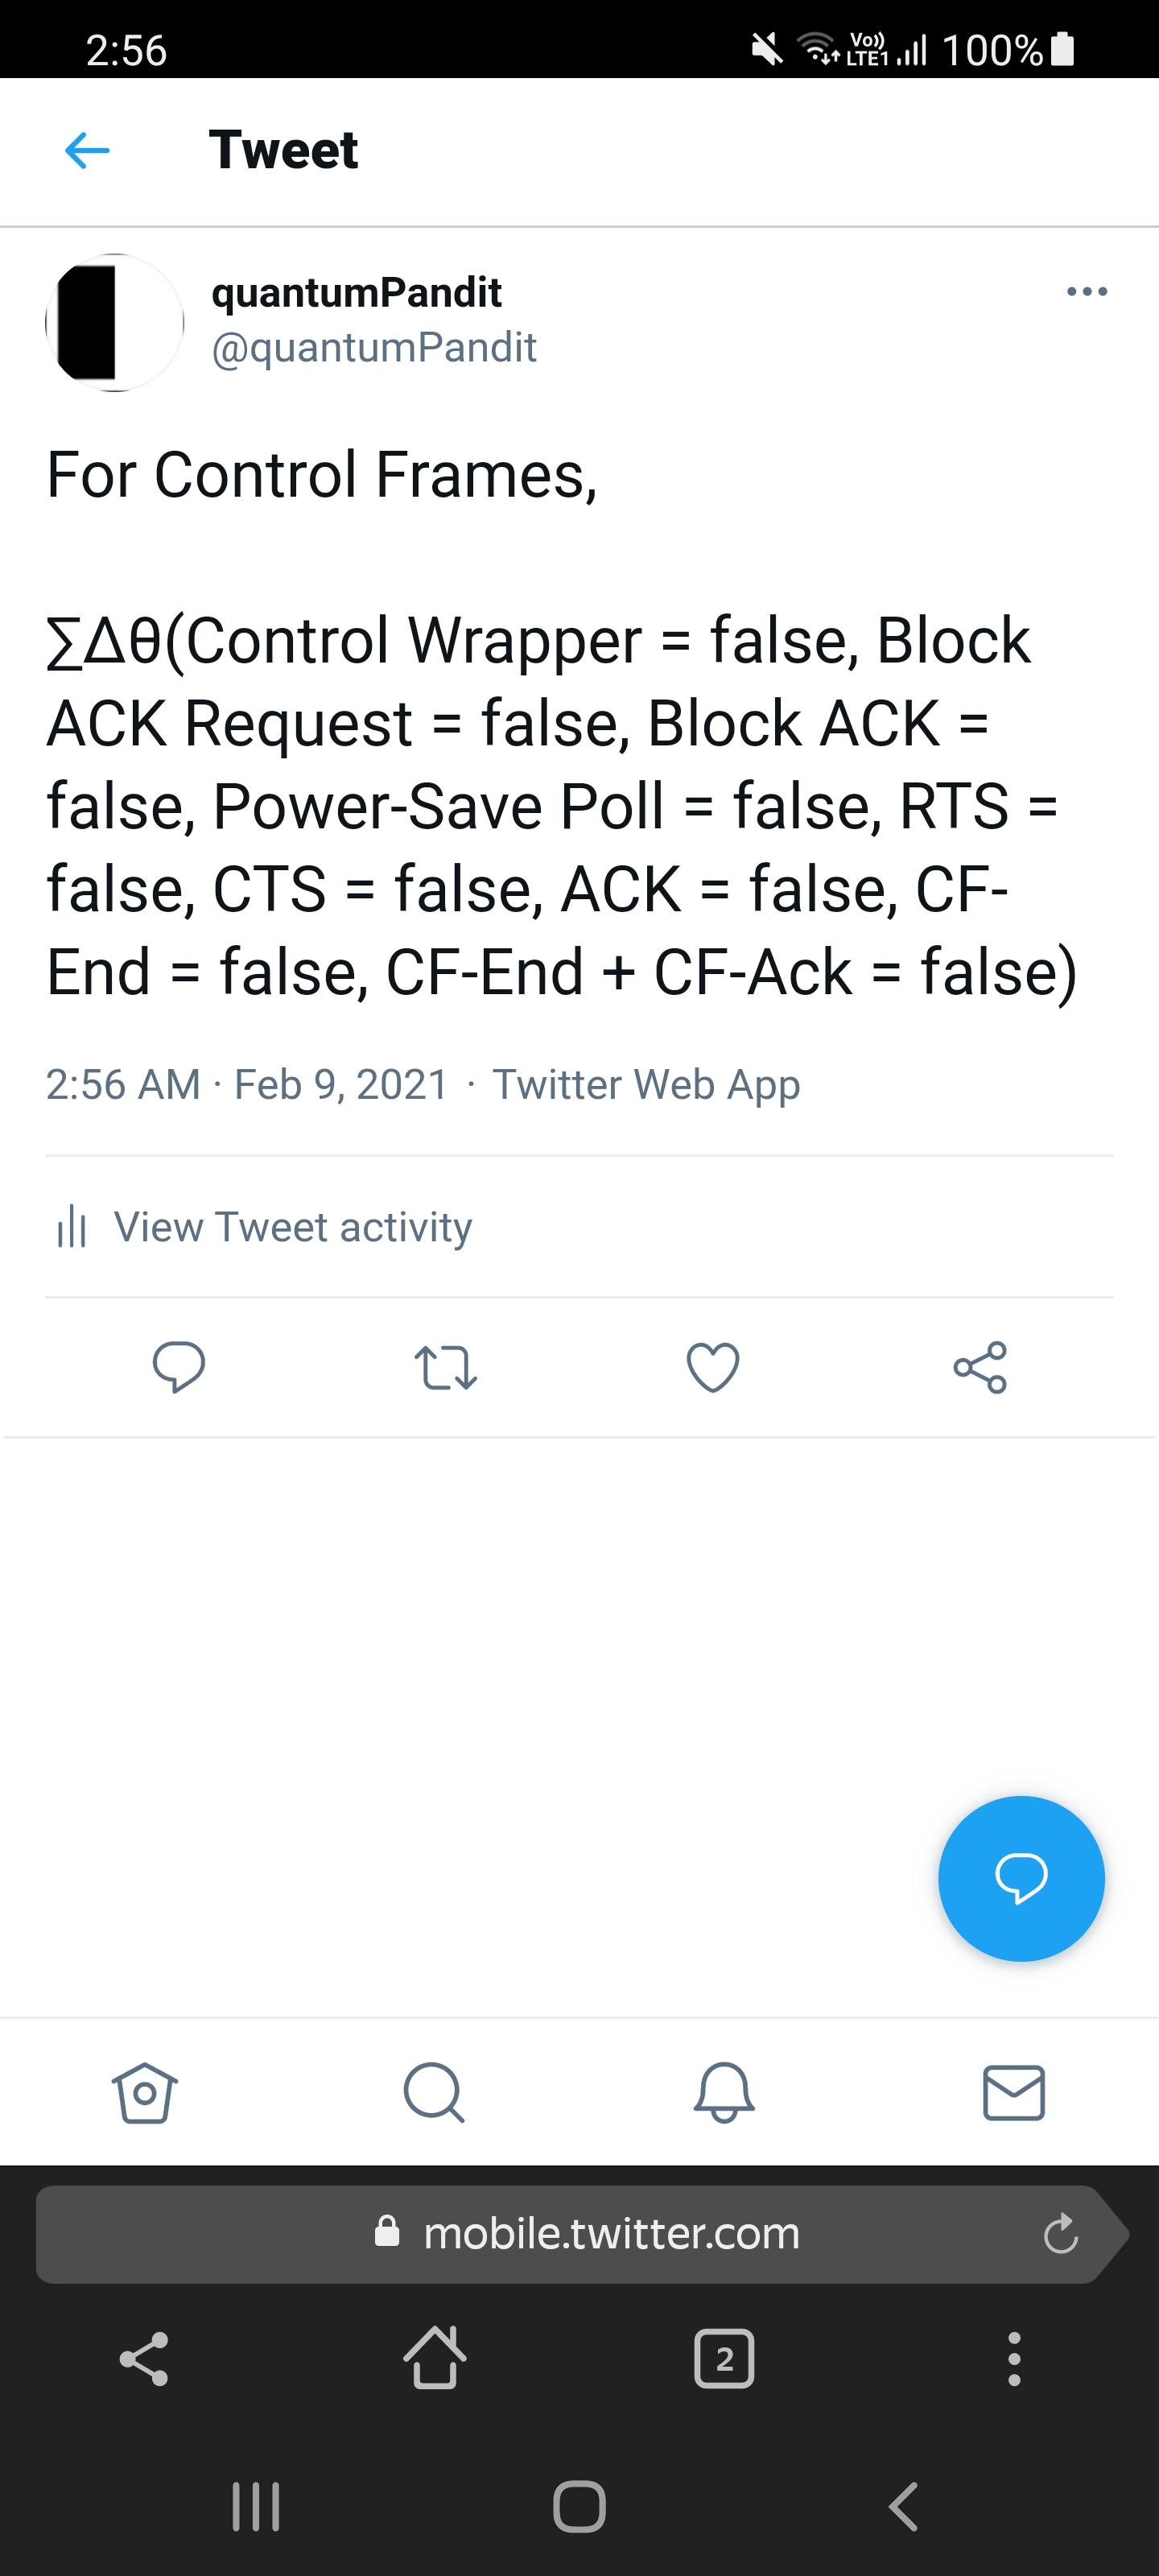 2:56 Vo)) LTE1 100%
Tweet
quantumPandit
@quantumPandit
For Control Frames,
∑Δθ(Control Wrapper = false, Block
ACK Request = false, Block ACK =
false, Power-Save Poll = false, RTS =
false, CTS = false, ACK = false, CF-
End = false, CF-End + CF-Ack = false)
2:56 AM · Feb 9, 2021 · Twitter Web App
View Tweet activity
mobile.twitter.com
2